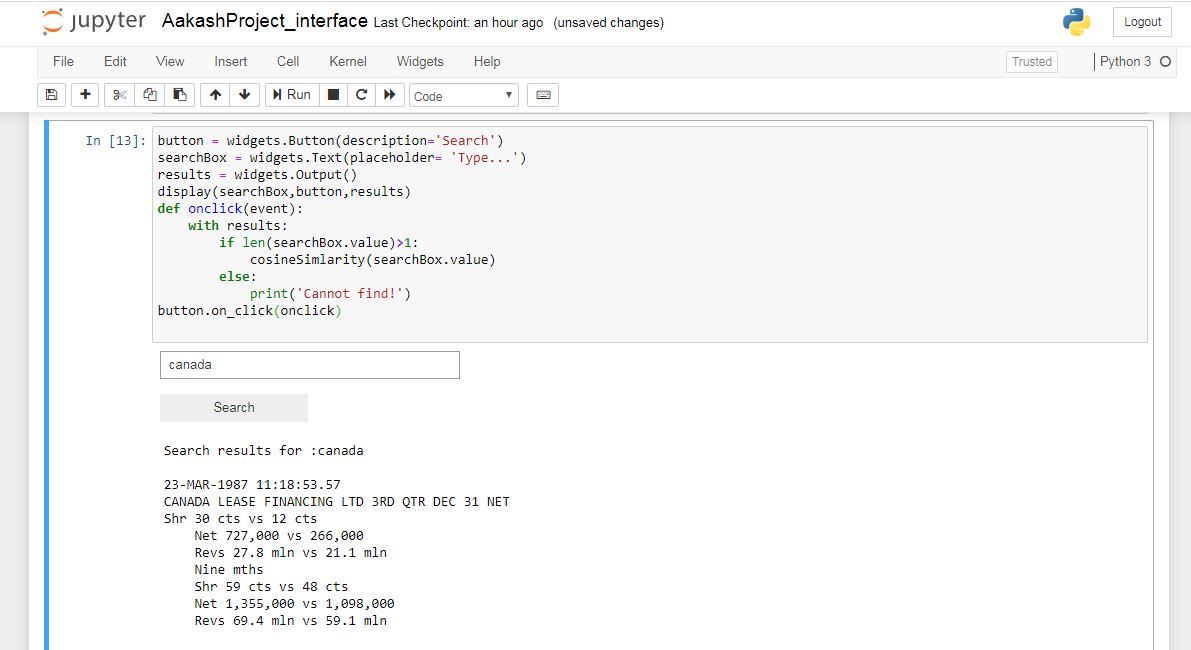 jupyter AakashProject_interface Last Checkpoint: an hour ago (unsaved changes) Logout
File Edit View Insert Cell Kernel Widgets Help Trusted Python 3
Run Code
In [13]: button = widgets.Button(description='Search')
searchBox = widgets.Text(placeholder= 'Type...')
results = widgets.Output()
display(searchBox,button,results)
def onclick(event):
    with results:
        if len(searchBox.value)>1:
            cosineSimlarity(searchBox.value)
        else:
            print('Cannot find!')
button.on_click(onclick)
canada
Search
Search results for :canada
23-MAR-1987 11:18:53.57
CANADA LEASE FINANCING LTD 3RD QTR DEC 31 NET
Shr 30 cts vs 12 cts
    Net 727,000 vs 266,000
    Revs 27.8 mln vs 21.1 mln
    Nine mths
    Shr 59 cts vs 48 cts
    Net 1,355,000 vs 1,098,000
    Revs 69.4 mln vs 59.1 mln